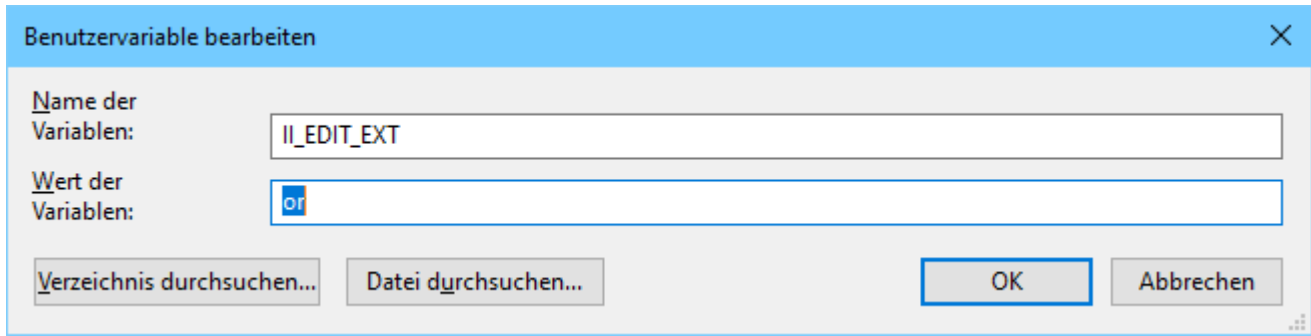 Benutzervariable bearbeiten
Name der
Variablen:
II_EDIT_EXT
Wert der
Variablen:
or
Verzeichnis durchsuchen...
Datei durchsuchen...
OK
Abbrechen